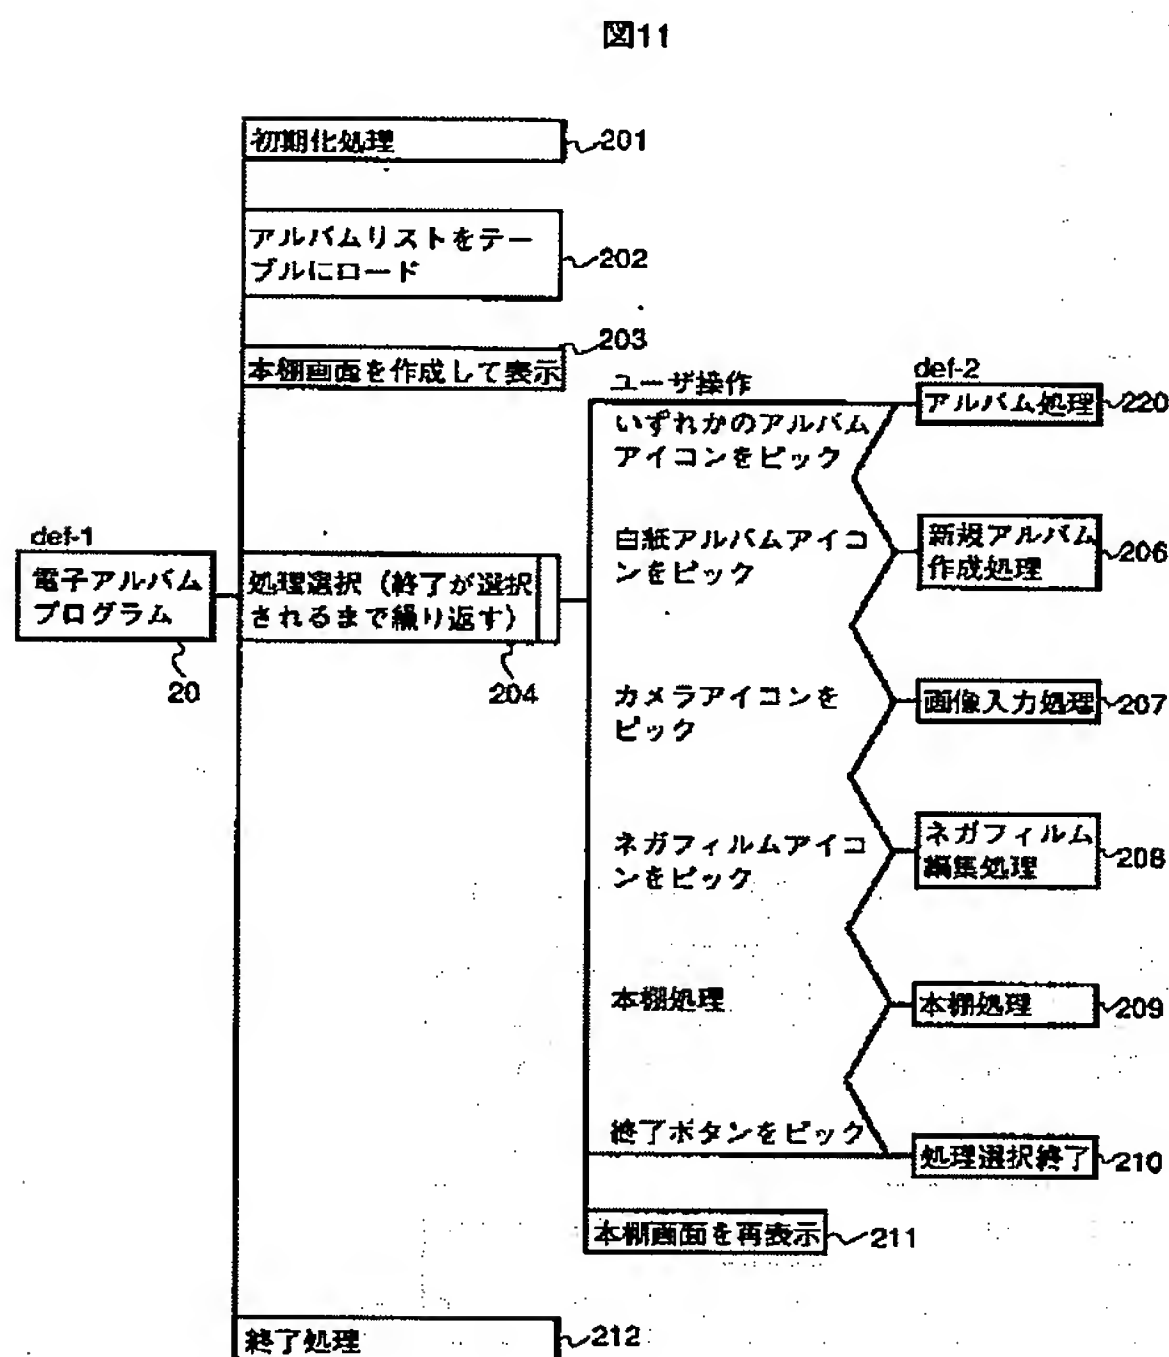 図11
初期化処理
201
アルバムリストをテー
ブルにロード
202
203
本棚画面を作成して表示
def-1
電子アルバム
プログラム
20
処理選択（終了が選択
されるまで繰り返す）
204
ユーザ操作
いずれかのアルバム
アイコンをピック
def-2
アルバム処理
220
白紙アルバムアイコ
ンをピック
新規アルバム
作成処理
206
カメラアイコンを
ピック
画像入力処理
207
ネガフィルムアイコ
ンをピック
ネガフィルム
編集処理
208
本棚処理
本棚処理
209
終了ボタンをピック
処理選択終了
210
本棚画面を再表示
211
終了処理
212